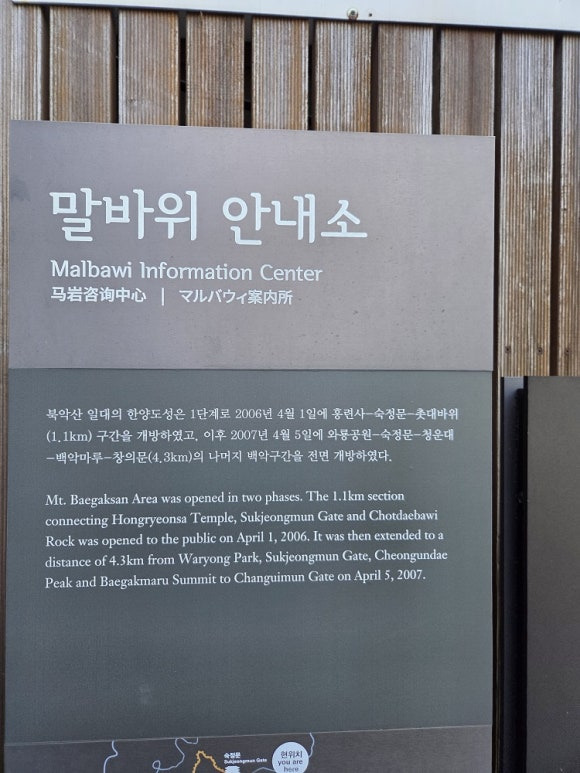 말바위 안내소
Malbawi Information Center
马岩咨询中心 | マルバウィ案内所
북악산 일대의 한양도성은 1단계로 2006년 4월 1일에 홍련사–숙정문–촛대바위
(1.1km) 구간을 개방하였고, 이후 2007년 4월 5일에 와룡공원–숙정문–청운대
–백악마루–창의문(4.3km)의 나머지 백악구간을 전면 개방하였다.
Mt. Baegaksan Area was opened in two phases. The 1.1km section
connecting Hongryeonsa Temple, Sukjeongmun Gate and Chotdaebawi
Rock was opened to the public on April 1, 2006. It was then extended to a
distance of 4.3km from Waryong Park, Sukjeongmun Gate, Cheongundae
Peak and Baegakmaru Summit to Changuimun Gate on April 5, 2007.
숙정문
Sukjeongmun Gate
현위치
you are
here